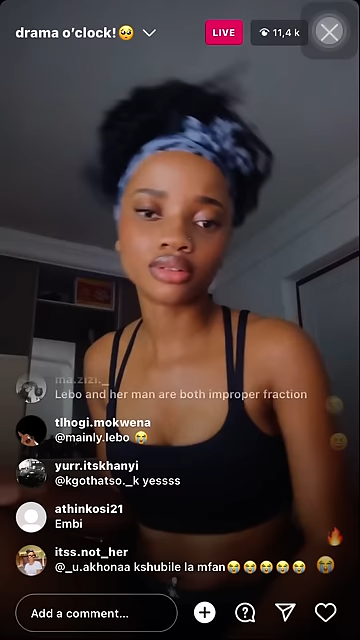 drama o’clock!🥺
LIVE
11,4 k
ma.zizi._
Lebo and her man are both improper fraction
tlhogi.mokwena
@mainly.lebo 😭
yurr.itskhanyi
@kgothatso._k yessss
athinkosi21
Embi
itss.not_her
@_u.akhonaa kshubile la mfan😭😭😭😭😭
Add a comment...